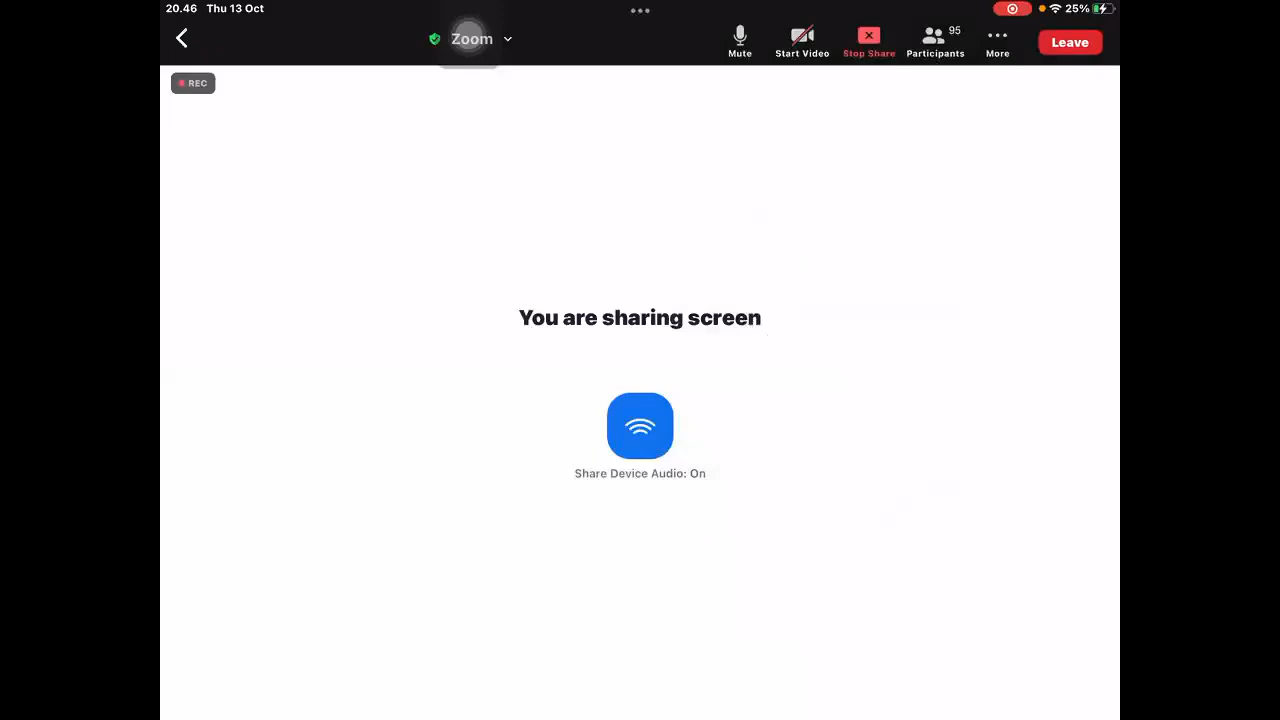 20.46 Thu 13 Oct
25%
Zoom
95
Mute Start Video Stop Share Participants More Leave
REC
You are sharing screen
Share Device Audio: On